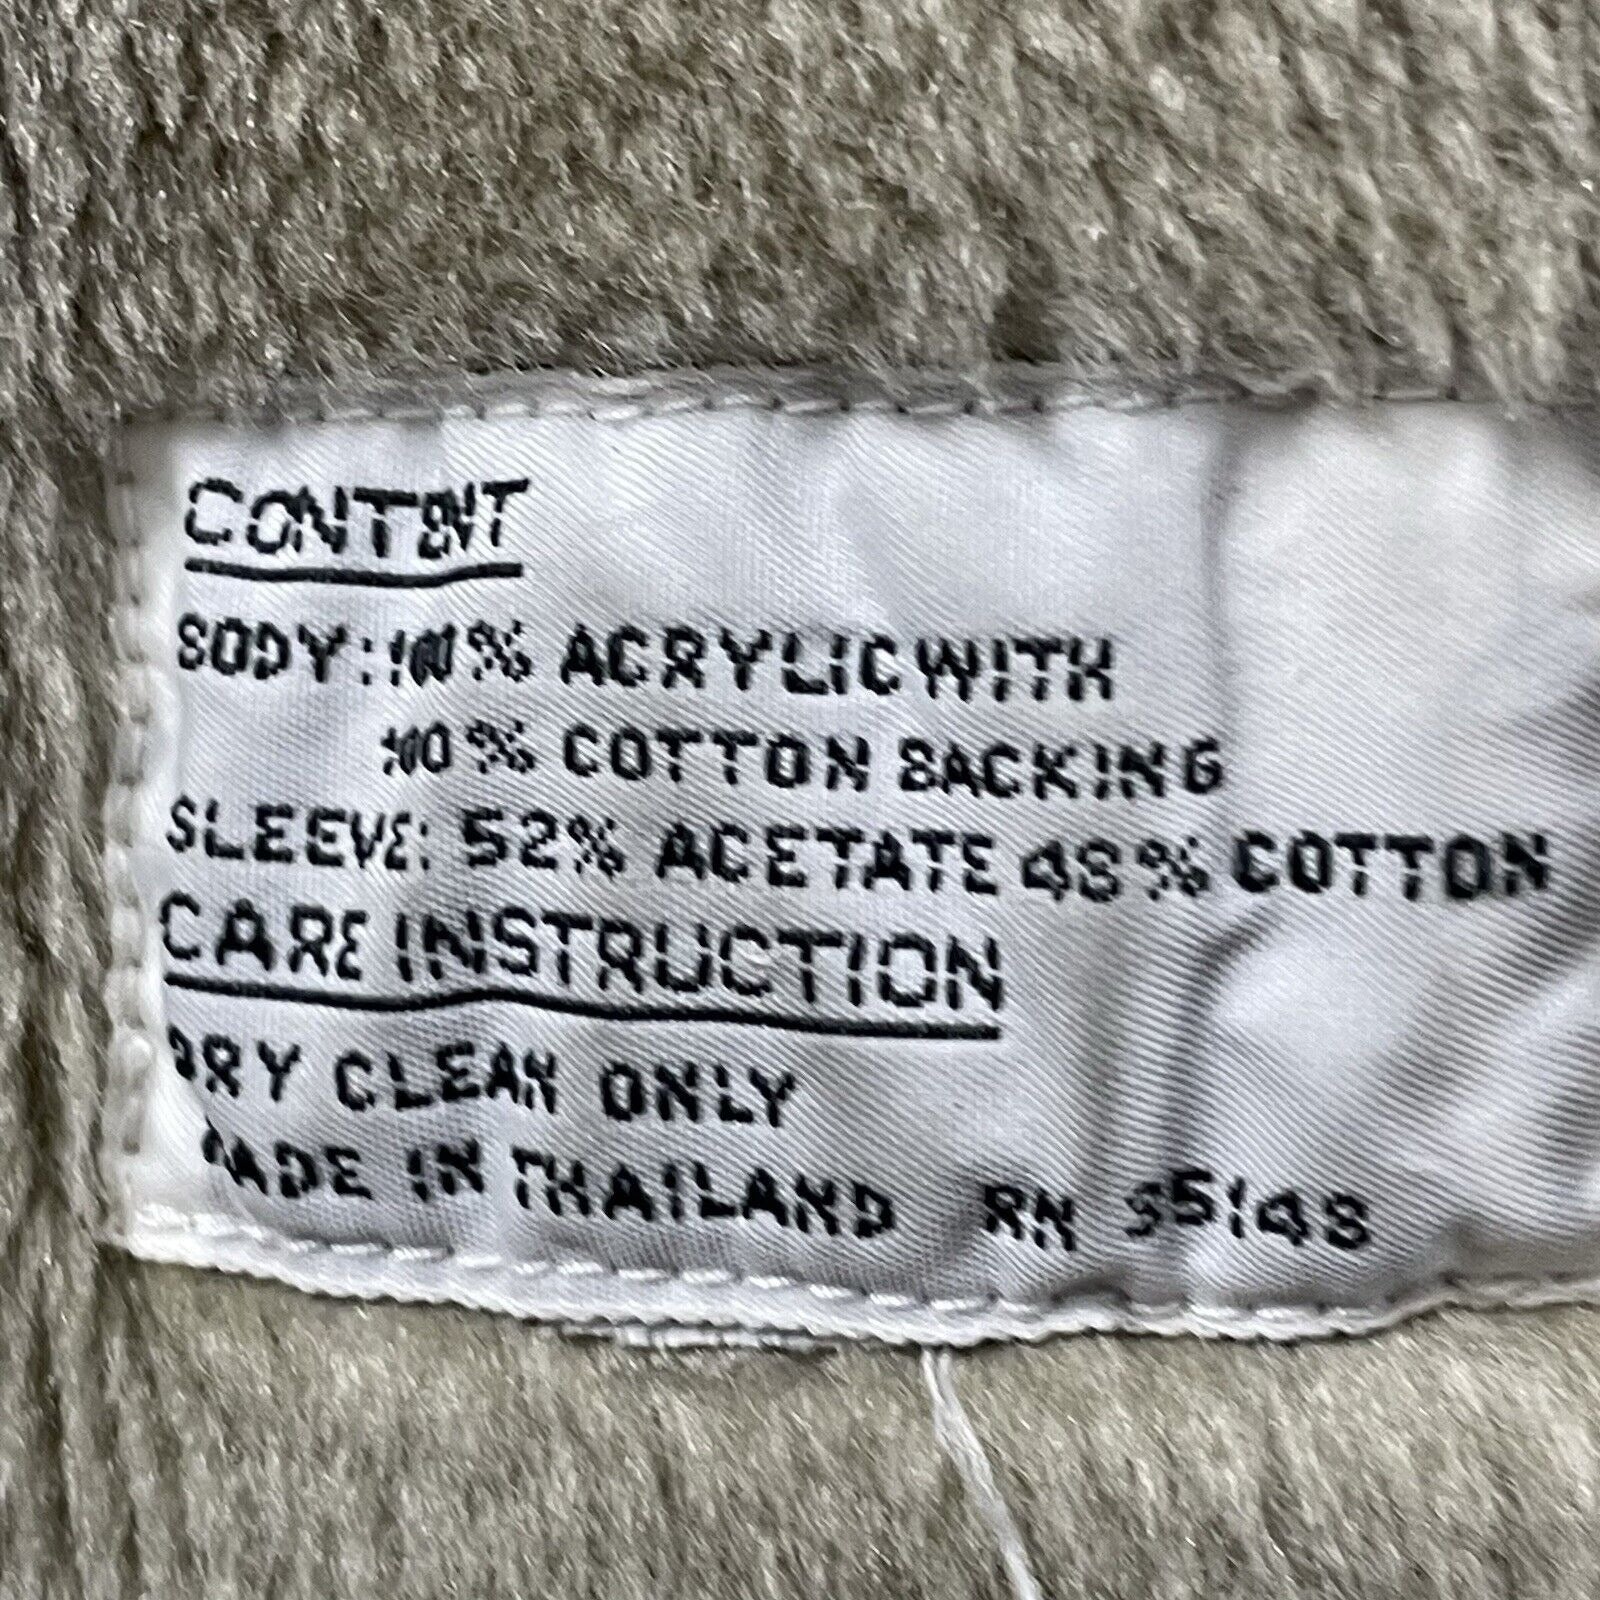 CONTENT
BODY: 100% ACRYLIC WITH
100% COTTON BACKING
SLEEVE: 52% ACETATE 48% COTTON
CARE INSTRUCTION
DRY CLEAN ONLY
MADE IN THAILAND RN